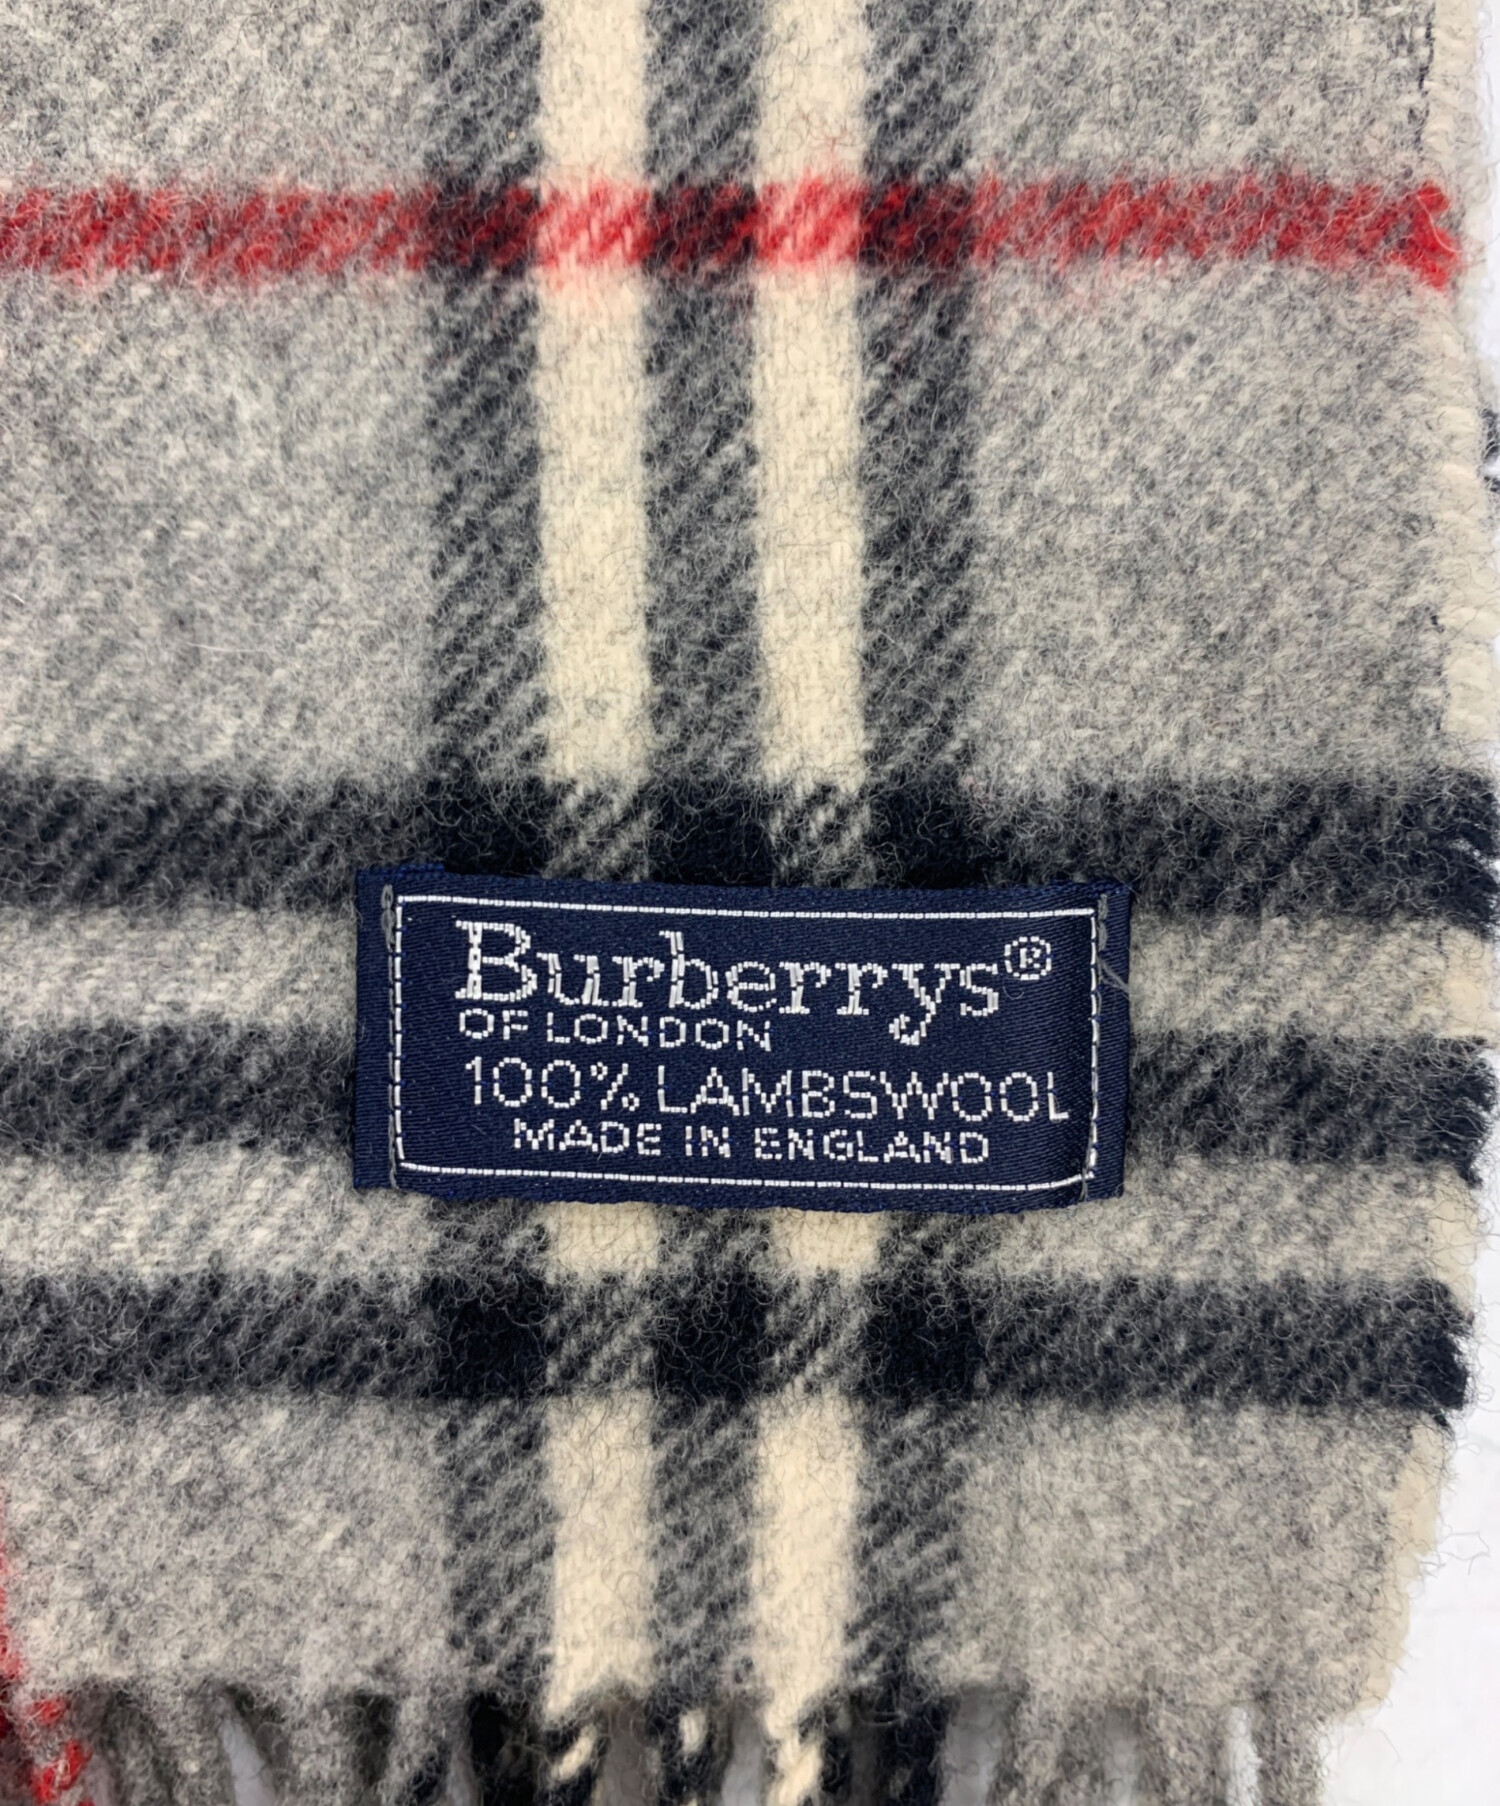 Burberrys®
OF LONDON
100% LAMBSWOOL
MADE IN ENGLAND